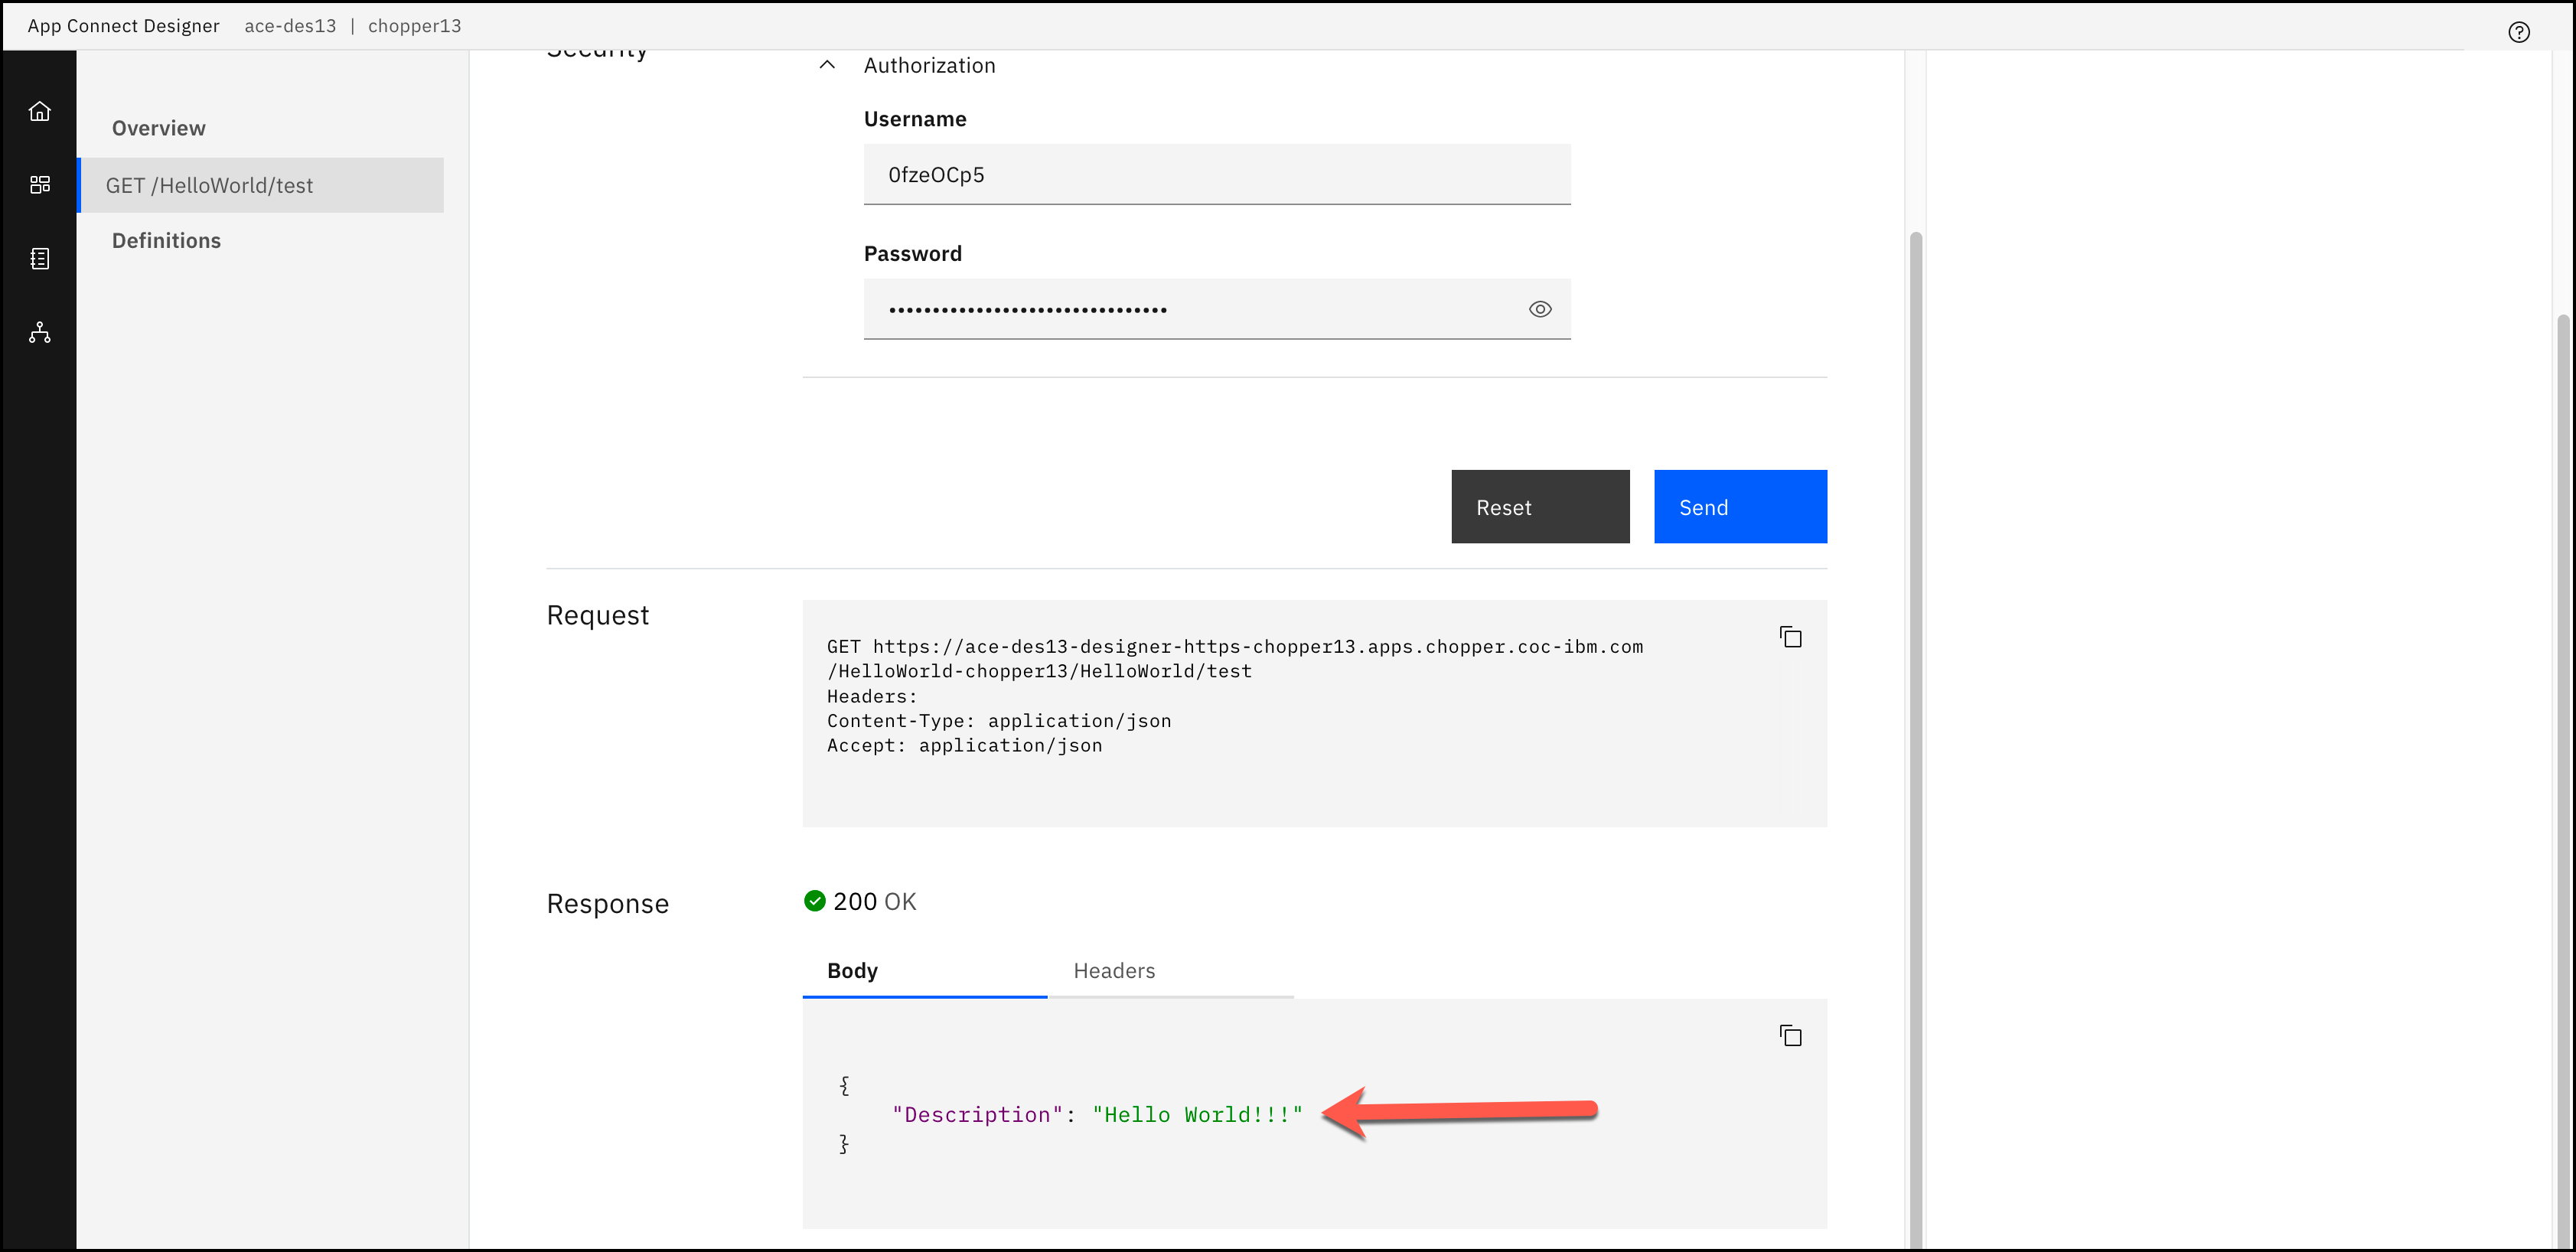 App Connect Designer ace-des13 | chopper13
Security
Authorization
Overview
GET /HelloWorld/test
Definitions
Username
0fzeOCp5
Password
••••••••••••••••••••••••••••••••
Reset
Send
Request
GET https://ace-des13-designer-https-chopper13.apps.chopper.coc-ibm.com
/HelloWorld-chopper13/HelloWorld/test
Headers:
Content-Type: application/json
Accept: application/json
Response
200 OK
Body Headers
{
"Description": "Hello World!!!"
}